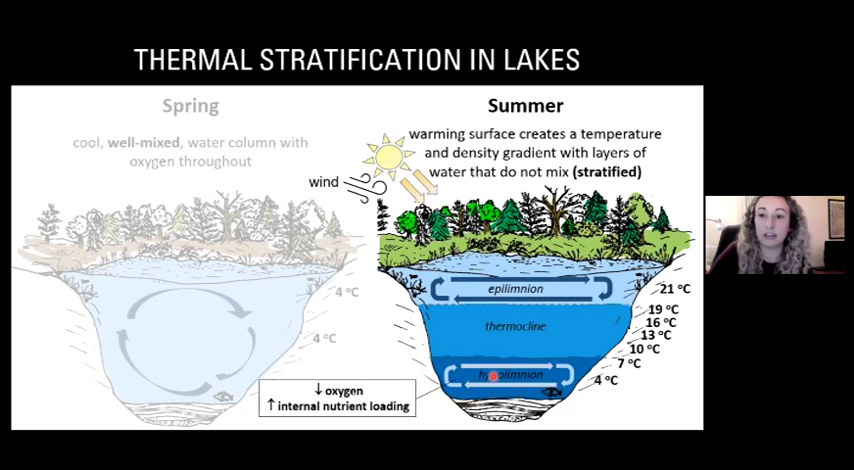 THERMAL STRATIFICATION IN LAKES
Spring
cool, well-mixed, water column with
oxygen throughout
4 °C
4 °C
Summer
warming surface creates a temperature
and density gradient with layers of
water that do not mix (stratified)
wind
epilimnion
thermocline
hypolimnion
21 °C
19 °C
16 °C
13 °C
10 °C
7 °C
4 °C
↓ oxygen
↑ internal nutrient loading